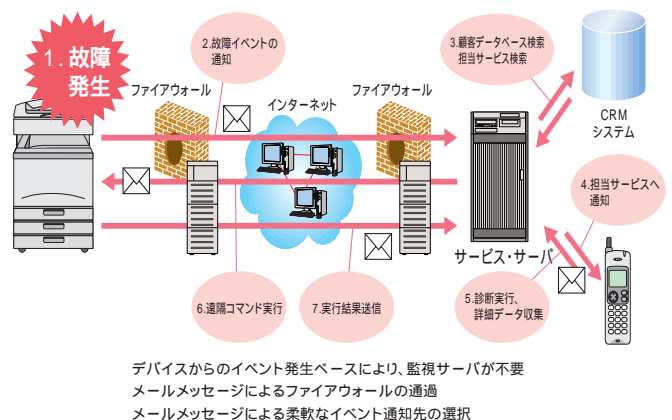 1.故障
発生
2.故障イベントの
通知
3.顧客データベース検索
担当サービス検索
ファイアウォール
インターネット
ファイアウォール
CRM
システム
4.担当サービスへ
通知
サービス・サーバ
6.遠隔コマンド実行
7.実行結果送信
5.診断実行、
詳細データ収集
デバイスからのイベント発生ベースにより、監視サーバが不要
メールメッセージによるファイアウォールの通過
メールメッセージによる柔軟なイベント通知先の選択